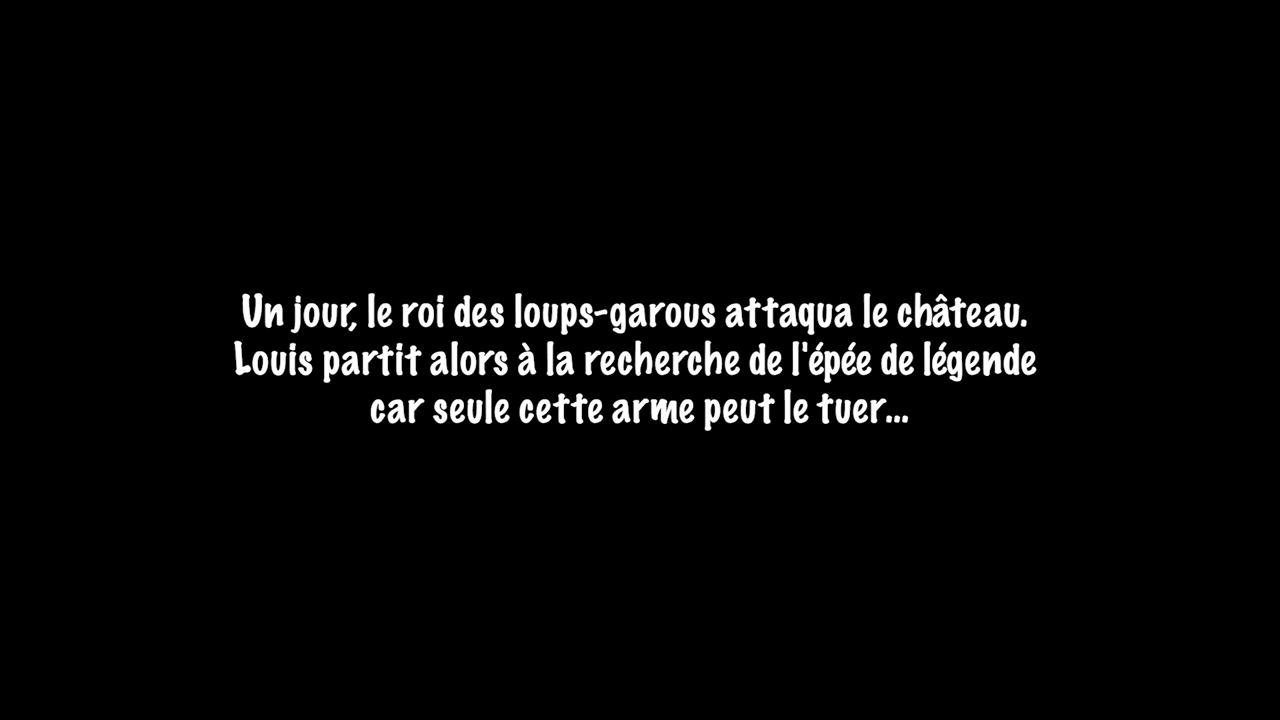 Un jour, le roi des loups-garous attaqua le château.
Louis partit alors à la recherche de l'épée de légende
car seule cette arme peut le tuer...